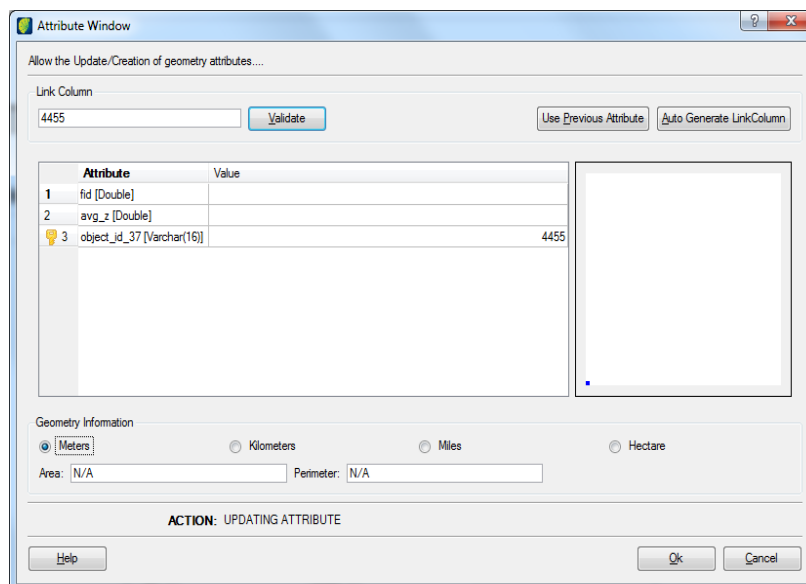 Attribute Window
Allow the Update/Creation of geometry attributes....
Link Column
4455 Validate Use Previous Attribute Auto Generate LinkColumn
Attribute Value
1 fid [Double]
2 avg_z [Double]
3 object_id_37 [Varchar(16)] 4455
Geometry Information
Meters Kilometers Miles Hectare
Area: N/A Perimeter: N/A
ACTION: UPDATING ATTRIBUTE
Help Ok Cancel